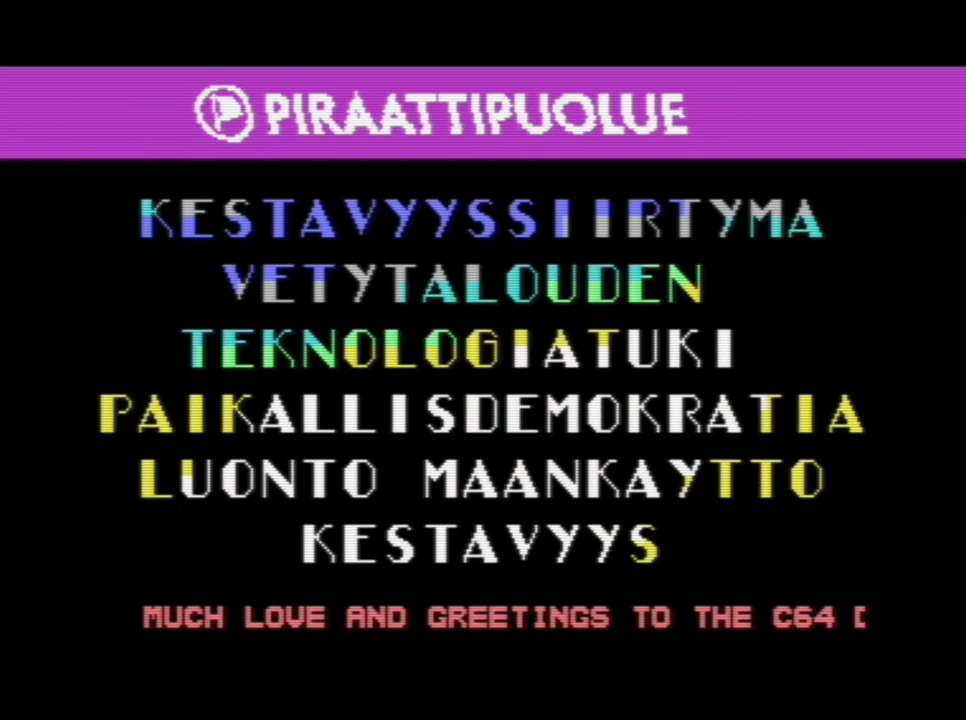 PIRAATTIPUOLUE
KESTAVYYSSIIRTYMA
VETYTALOUDEN
TEKNOLOGIATUKI
PAIKALLISDEMOKRATIA
LUONTO MAANKAYTTO
KESTAVYYS
MUCH LOVE AND GREETINGS TO THE C64